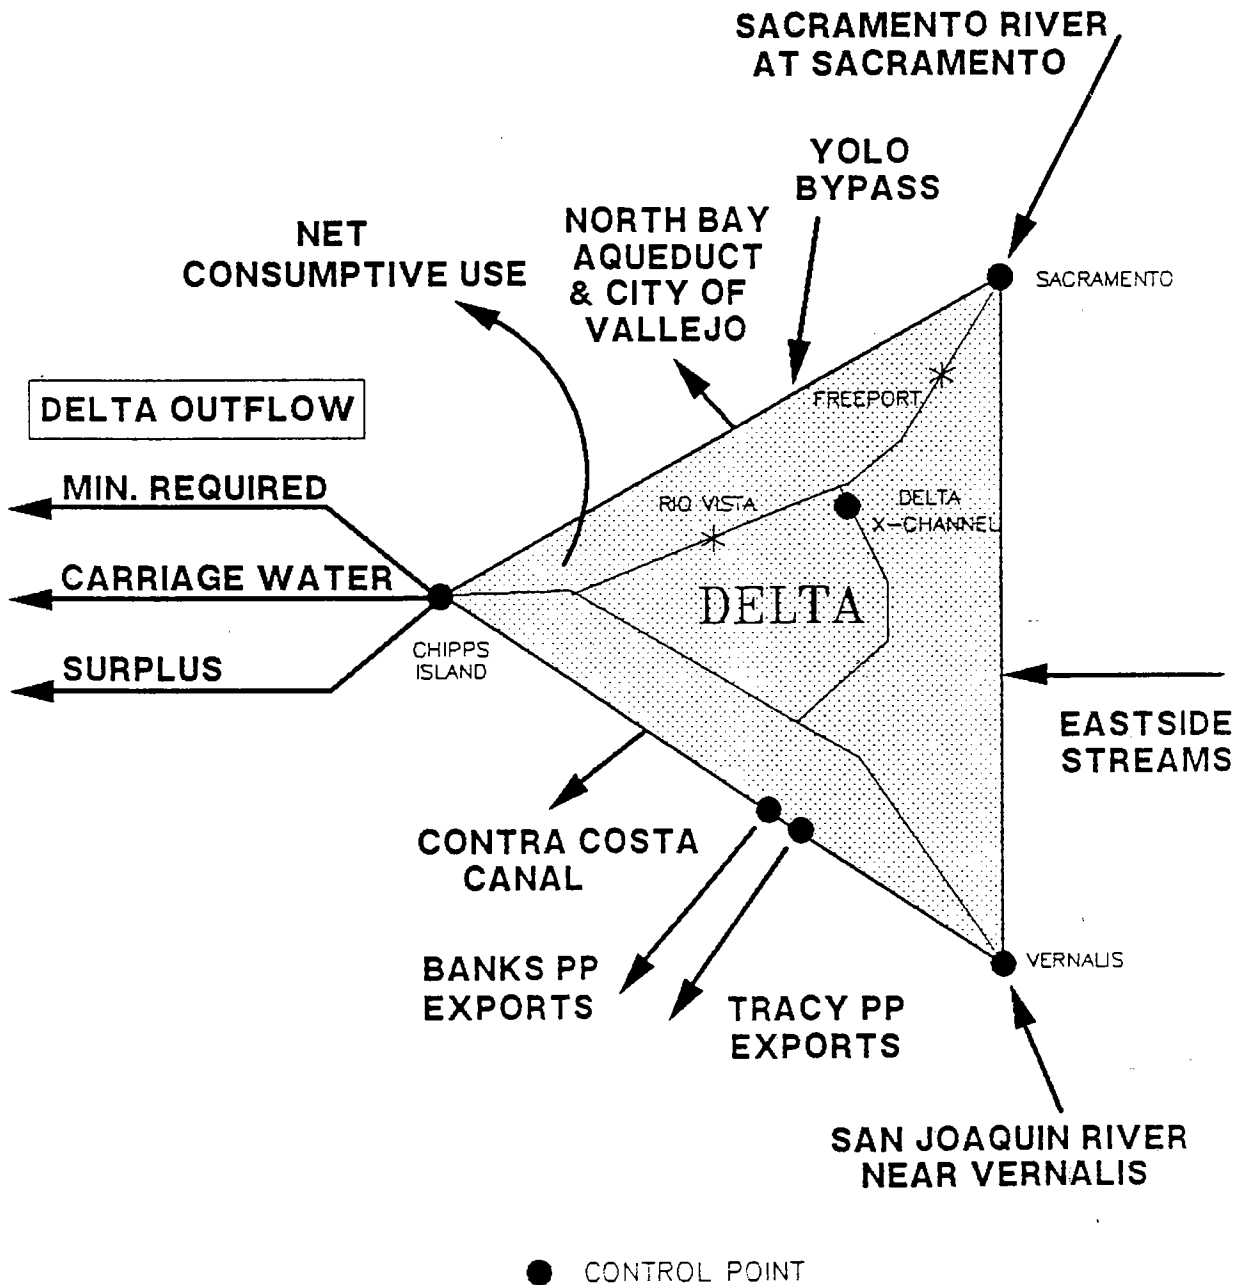 SACRAMENTO RIVER
AT SACRAMENTO
YOLO
BYPASS
NORTH BAY
AQUEDUCT
& CITY OF
VALLEJO
NET
CONSUMPTIVE USE
SACRAMENTO
DELTA OUTFLOW
FREEPORT
MIN. REQUIRED
RIO VISTA
DELTA
X-CHANNEL
CARRIAGE WATER
DELTA
CHIPPS
ISLAND
SURPLUS
EASTSIDE
STREAMS
CONTRA COSTA
CANAL
BANKS PP
EXPORTS
VERNALIS
TRACY PP
EXPORTS
SAN JOAQUIN RIVER
NEAR VERNALIS
CONTROL POINT